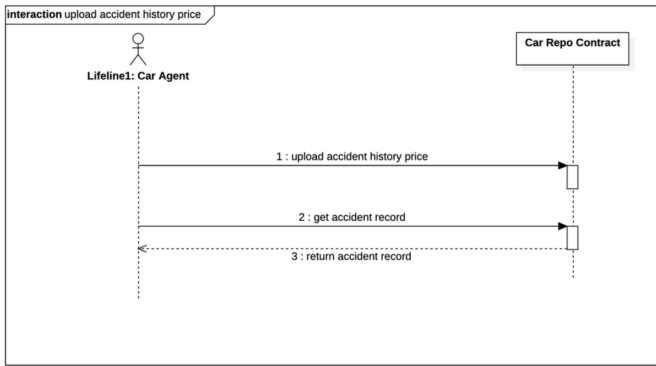 interaction upload accident history price
Lifeline1: Car Agent
Car Repo Contract
1 : upload accident history price
2 : get accident record
3 : return accident record